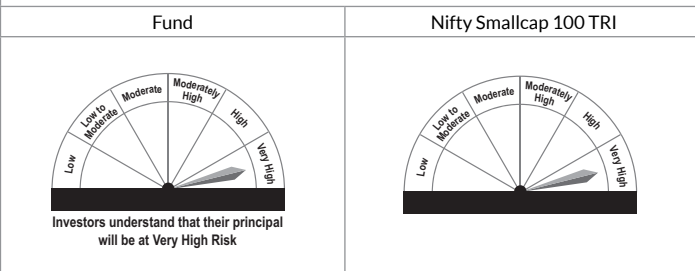 Fund
Nifty Smallcap 100 TRI
Low
Low to
Moderate
Moderate
Moderately
High
High
Very High
Investors understand that their principal
will be at Very High Risk
Low
Low to
Moderate
Moderate
Moderately
High
High
Very High